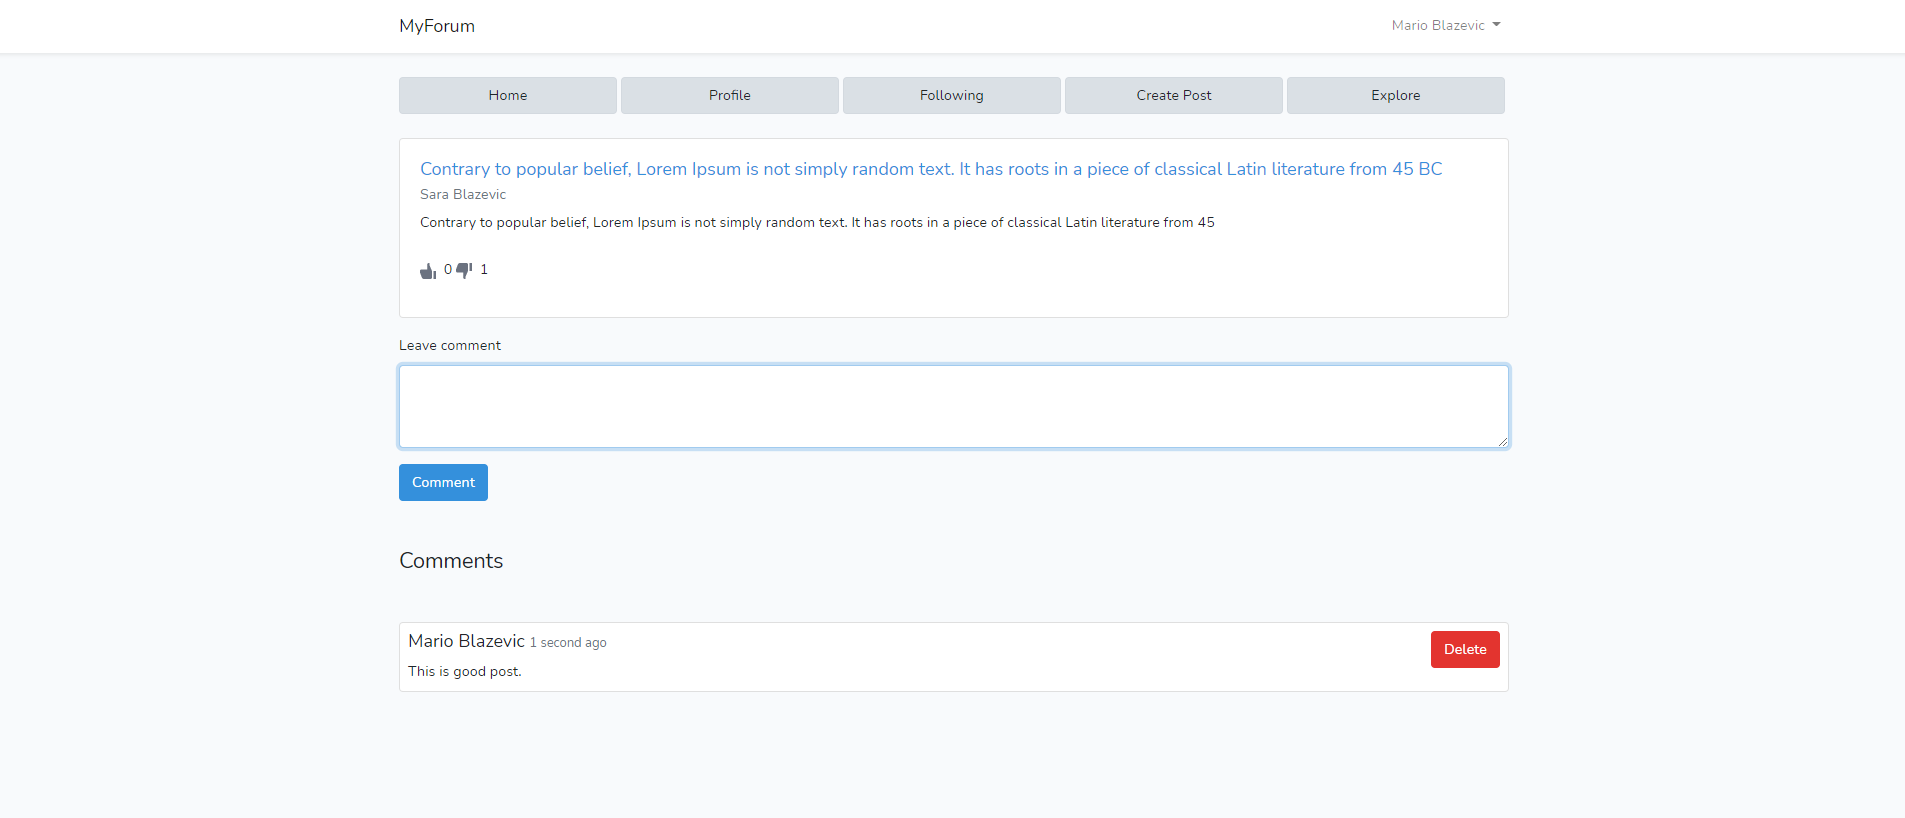 MyForum
Mario Blazevic
Home
Profile
Following
Create Post
Explore
Contrary to popular belief, Lorem Ipsum is not simply random text. It has roots in a piece of classical Latin literature from 45 BC
Sara Blazevic
Contrary to popular belief, Lorem Ipsum is not simply random text. It has roots in a piece of classical Latin literature from 45
0 1
Leave comment
Comment
Comments
Mario Blazevic 1 second ago
Delete
This is good post.